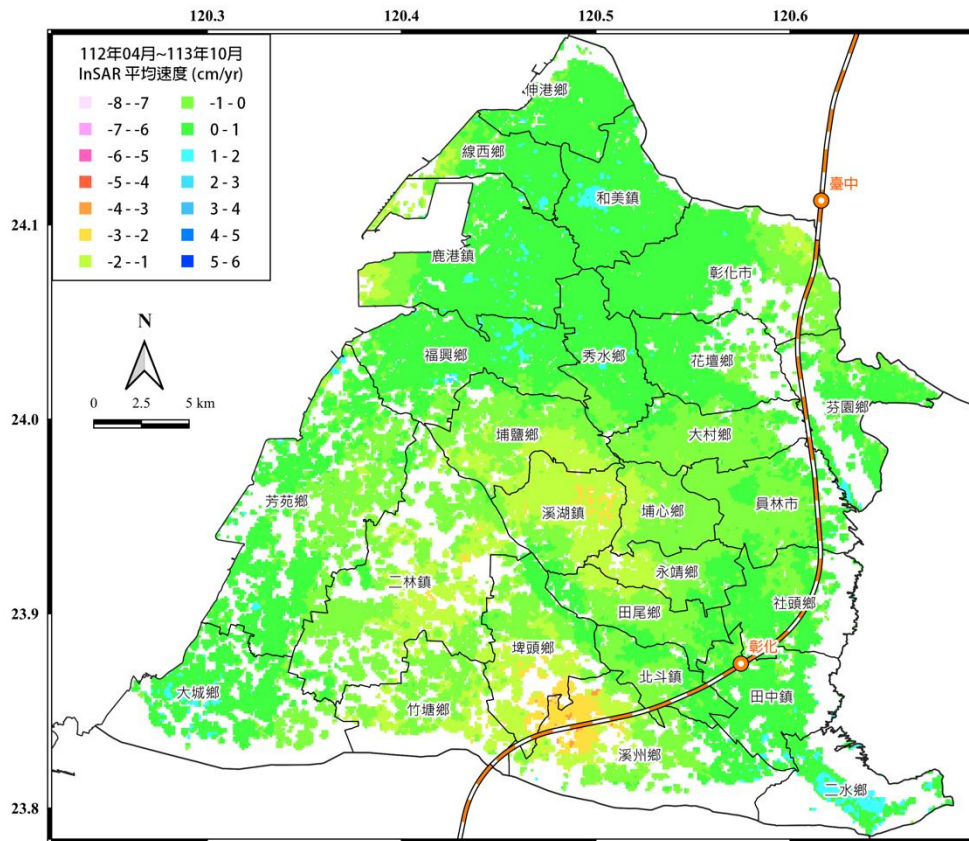 120.3 120.4 120.5 120.6
112年04月~113年10月
InSAR 平均速度 (cm/yr)
-8 - -7
-7 - -6
-6 - -5
-5 - -4
-4 - -3
-3 - -2
-2 - -1
-1 - 0
0 - 1
1 - 2
2 - 3
3 - 4
4 - 5
5 - 6
N
0 2.5 5 km
24.1
24.0
23.9
23.8
伸港鄉
線西鄉
和美鎮
臺中
鹿港鎮
彰化市
福興鄉
秀水鄉
花壇鄉
芬園鄉
埔鹽鄉
大村鄉
芳苑鄉
溪湖鎮
埔心鄉
員林市
二林鎮
永靖鄉
田尾鄉
社頭鄉
埤頭鄉
彰化
北斗鎮
大城鄉
竹塘鄉
田中鎮
溪州鄉
二水鄉